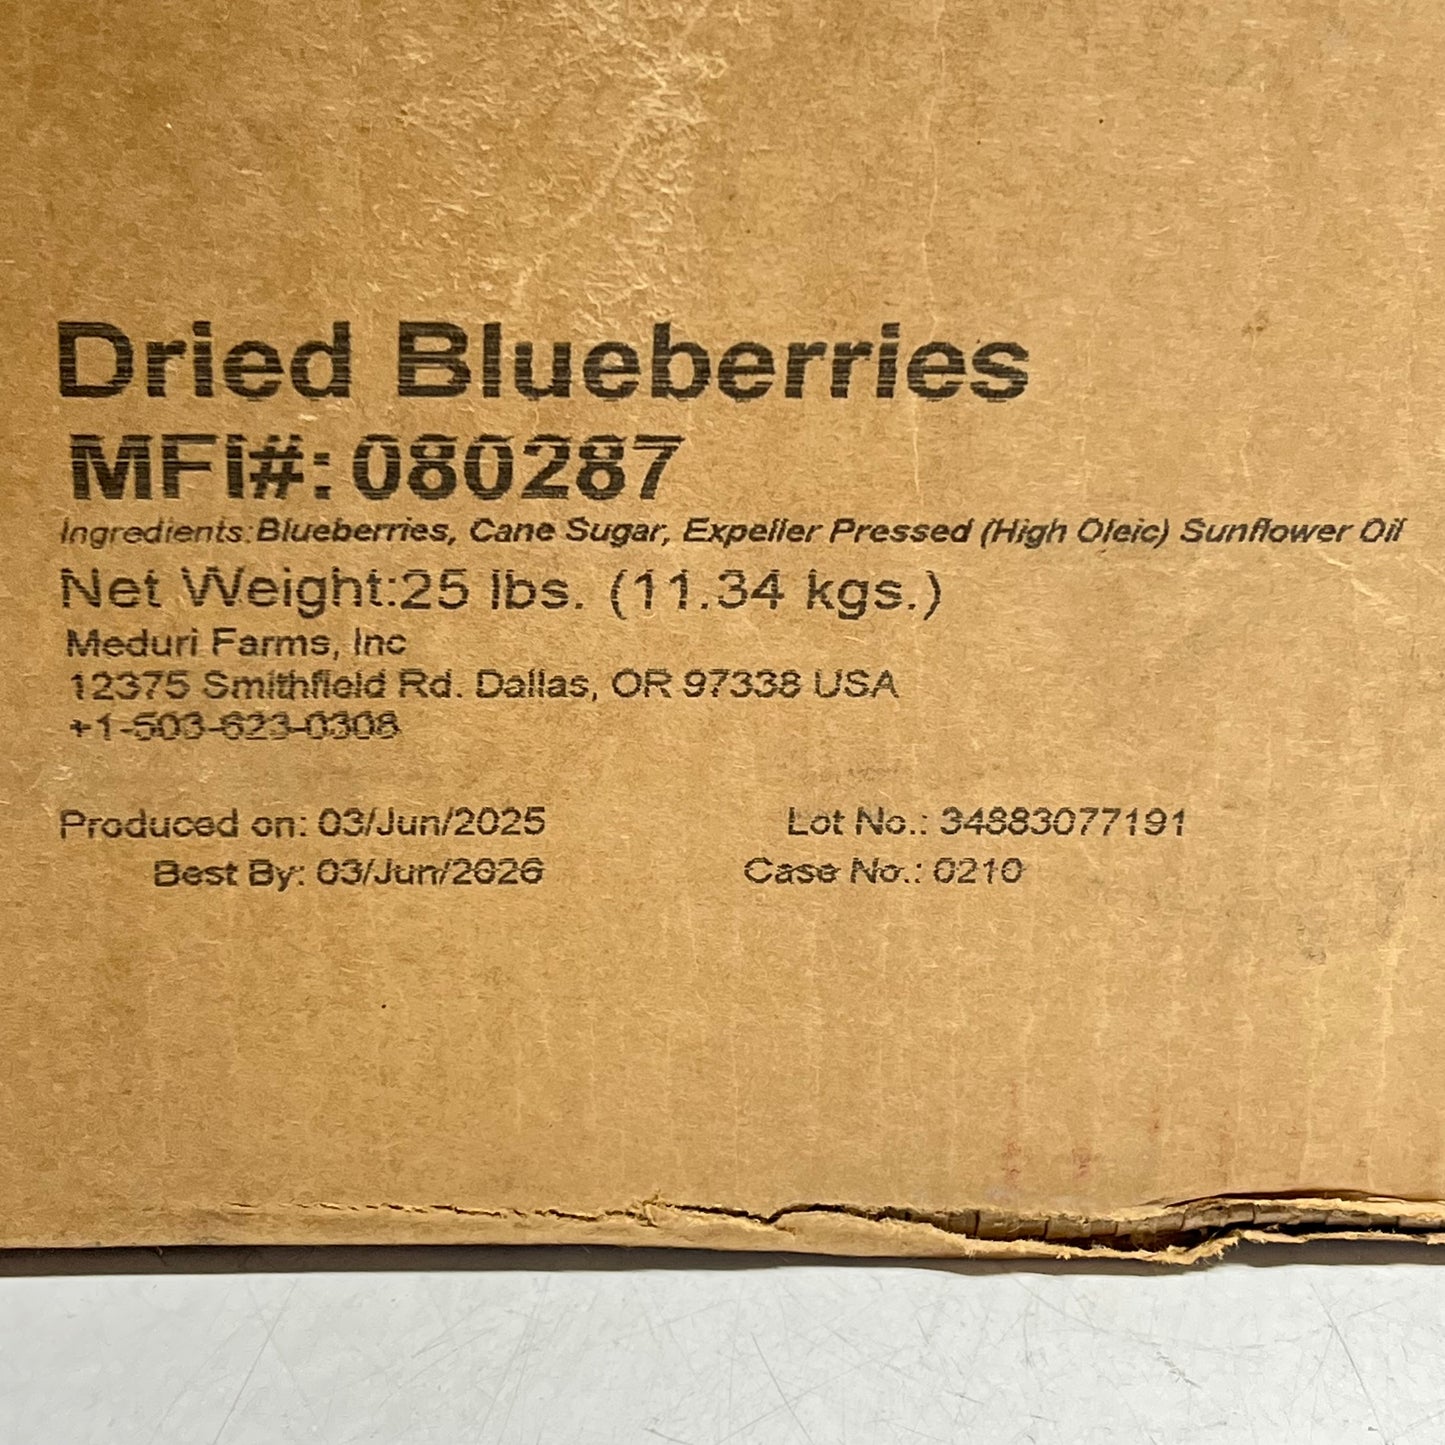 Dried Blueberries
MFI#: 080287
Ingredients: Blueberries, Cane Sugar, Expeller Pressed (High Oleic) Sunflower Oil
Net Weight:25 lbs. (11.34 kgs.)
Meduri Farms, Inc
12375 Smithfield Rd. Dallas, OR 97338 USA
+1-503-623-0308
Produced on: 03/Jun/2025 Lot No.: 34883077191
Best By: 03/Jun/2026 Case No.: 0210